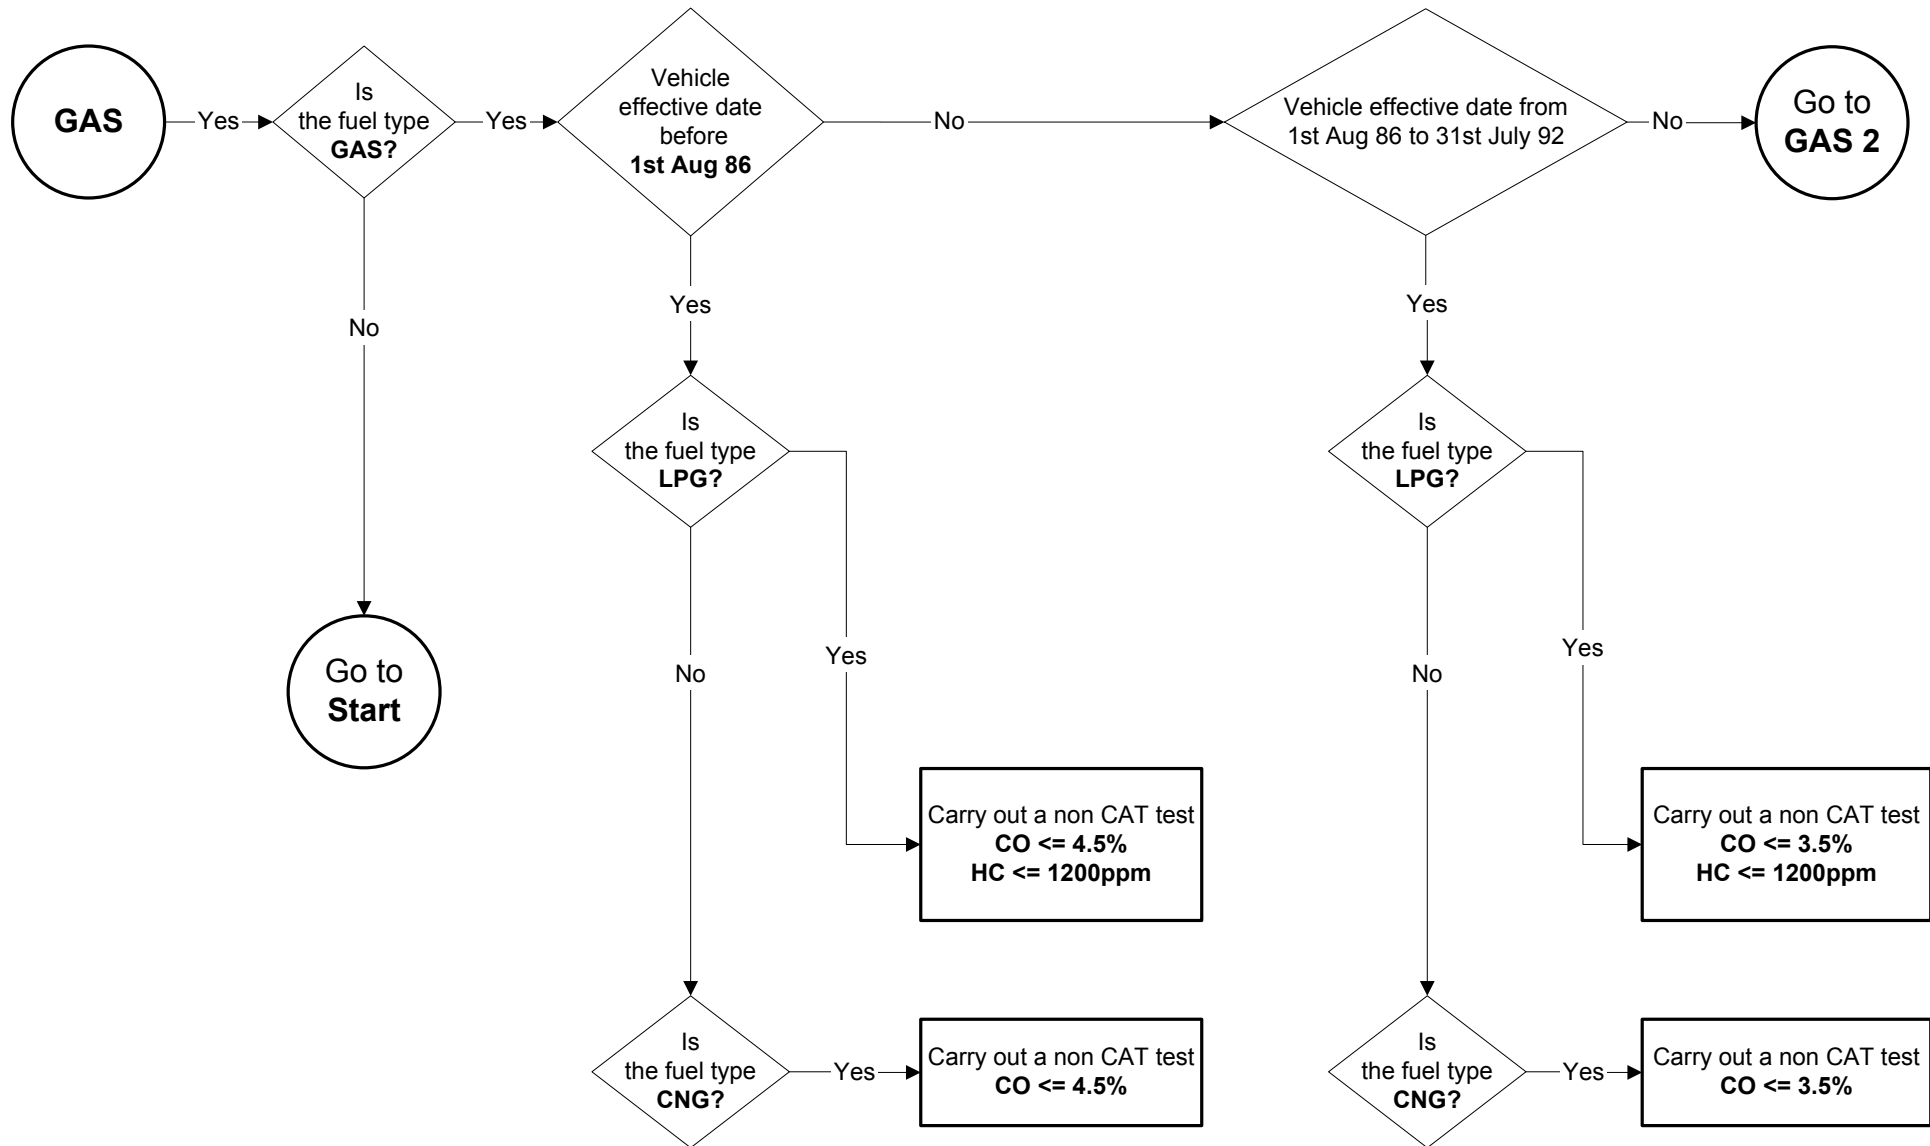 GAS
Yes
Is
the fuel type
GAS?
Yes
Vehicle
effective date
before
1st Aug 86
No
Vehicle effective date from
1st Aug 86 to 31st July 92
No
Go to
GAS 2
No
Yes
Yes
Go to
Start
Is
the fuel type
LPG?
Yes
No
Carry out a non CAT test
CO <= 4.5%
HC <= 1200ppm
Is
the fuel type
CNG?
Yes
Carry out a non CAT test
CO <= 4.5%
Is
the fuel type
LPG?
Yes
No
Carry out a non CAT test
CO <= 3.5%
HC <= 1200ppm
Is
the fuel type
CNG?
Yes
Carry out a non CAT test
CO <= 3.5%